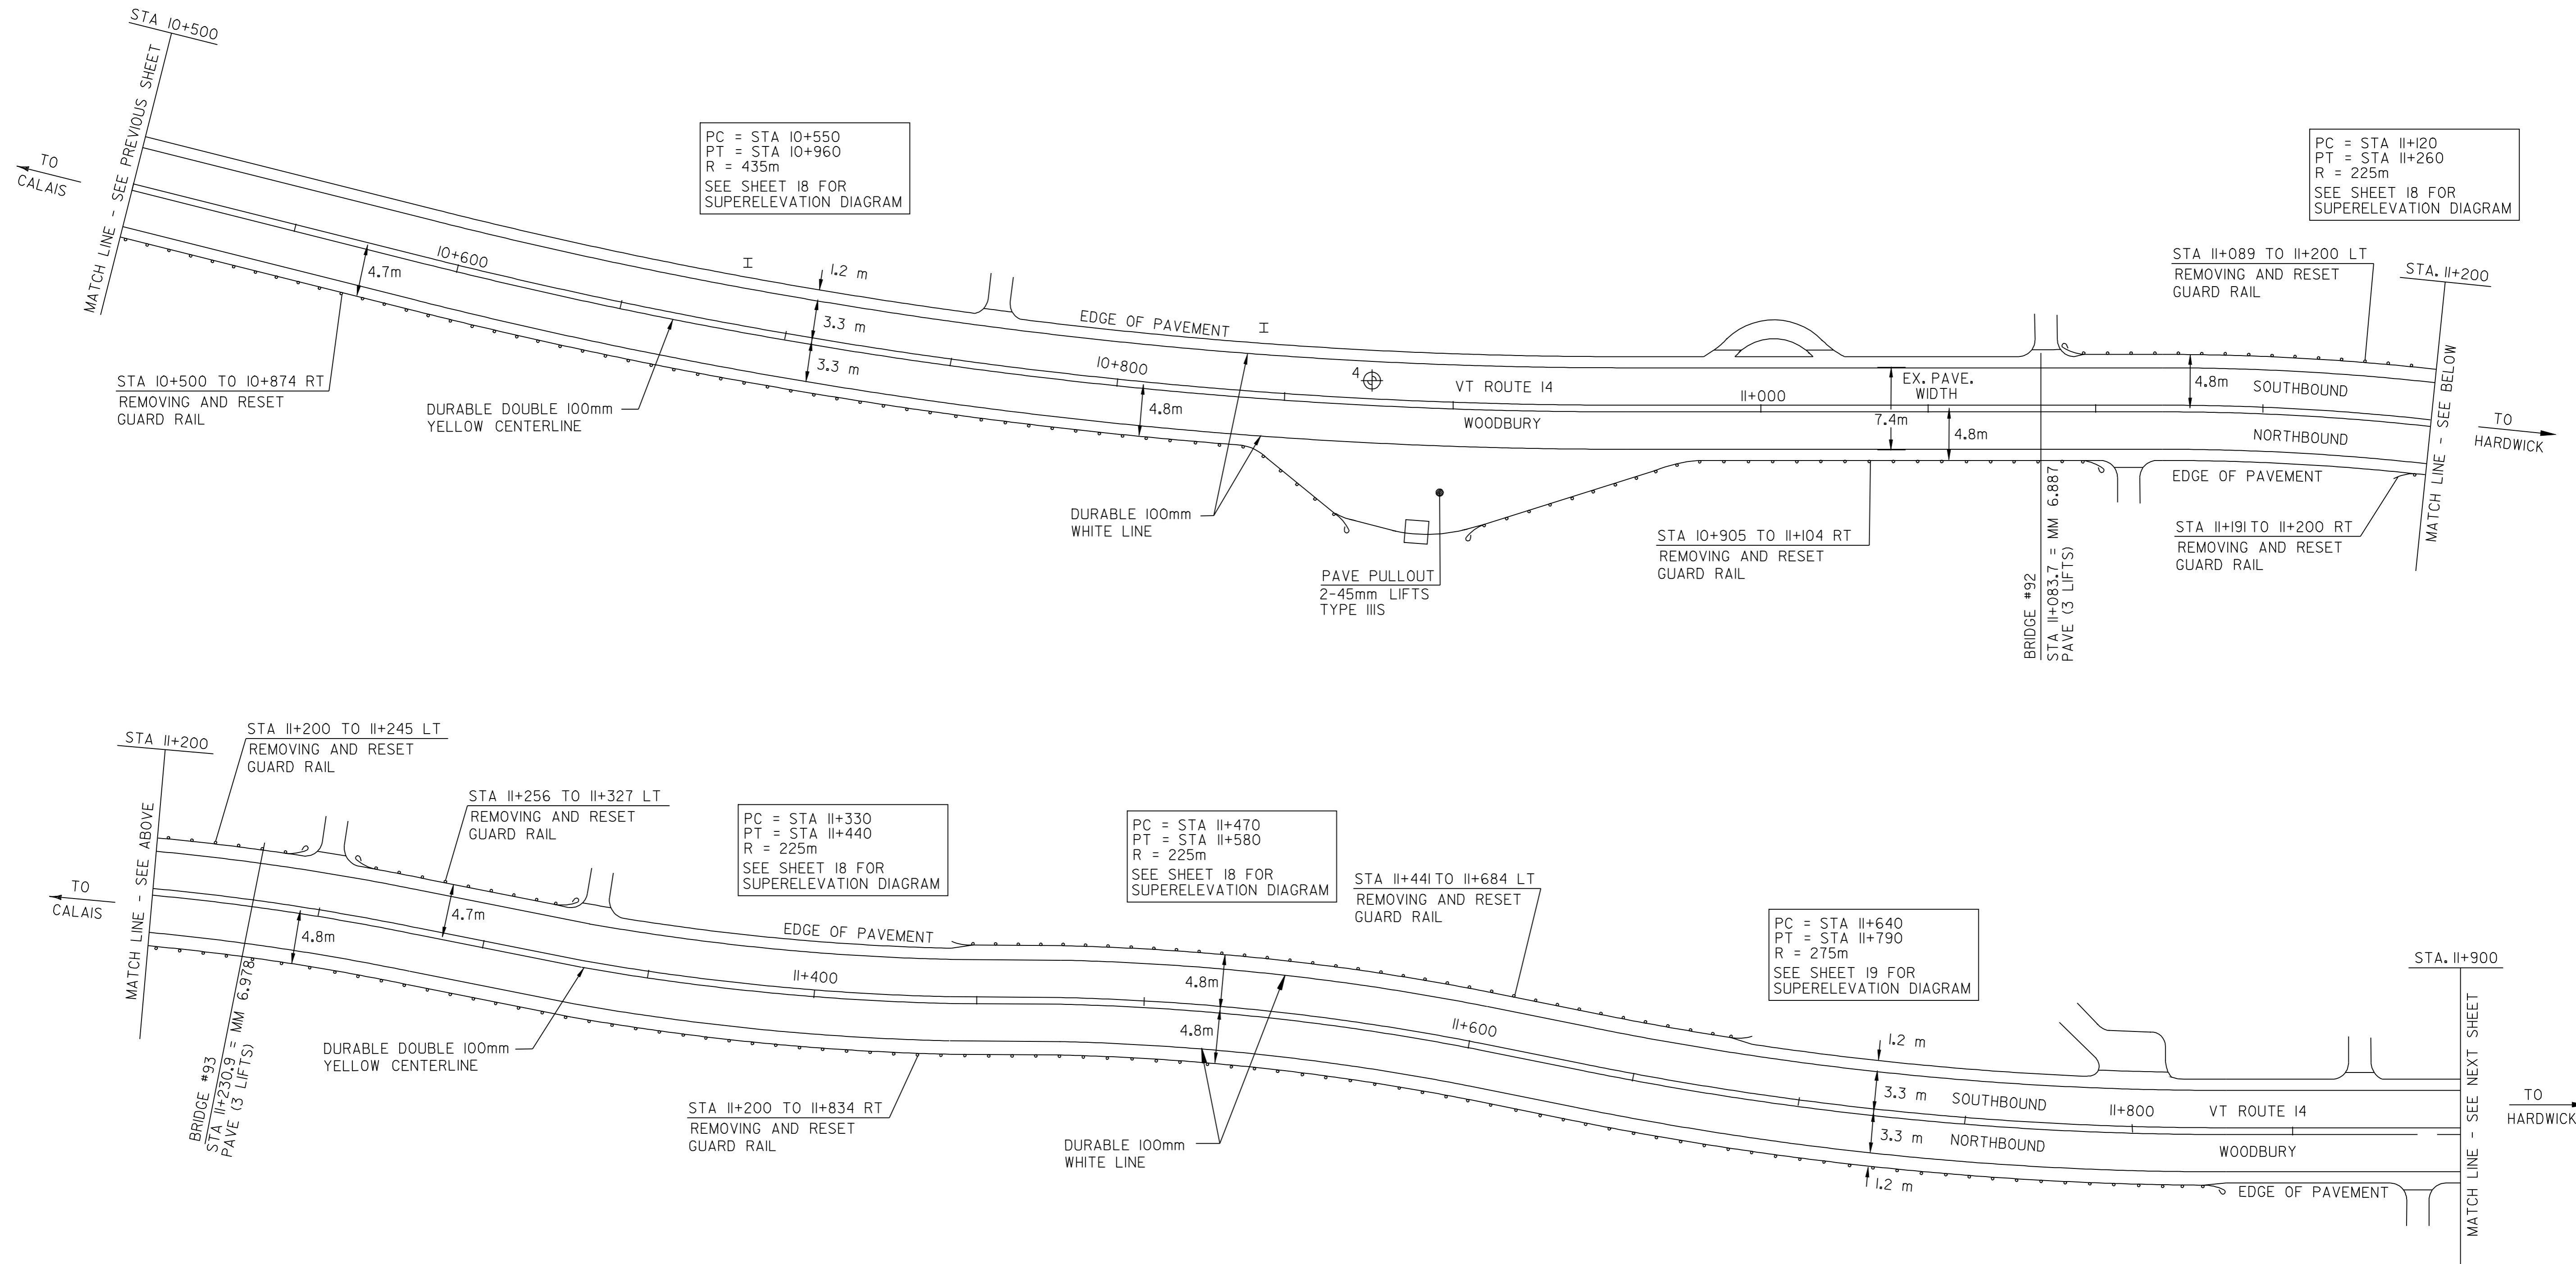 STA 10+500
MATCH LINE - SEE PREVIOUS SHEET
TO
CALAIS
PC = STA 10+550
PT = STA 10+960
R = 435m
SEE SHEET 18 FOR
SUPERELEVATION DIAGRAM
PC = STA 11+120
PT = STA 11+260
R = 225m
SEE SHEET 18 FOR
SUPERELEVATION DIAGRAM
10+600
4.7m
1.2 m
3.3 m
3.3 m
EDGE OF PAVEMENT
10+800
4.8m
4
VT ROUTE 14
WOODBURY
11+000
EX. PAVE.
WIDTH
7.4m
4.8m
4.8m
SOUTHBOUND
NORTHBOUND
EDGE OF PAVEMENT
STA 11+089 TO 11+200 LT
REMOVING AND RESET
GUARD RAIL
STA. 11+200
MATCH LINE - SEE BELOW
TO
HARDWICK
STA 10+500 TO 10+874 RT
REMOVING AND RESET
GUARD RAIL
DURABLE DOUBLE 100mm
YELLOW CENTERLINE
DURABLE 100mm
WHITE LINE
PAVE PULLOUT
2-45mm LIFTS
TYPE IIIS
STA 10+905 TO 11+104 RT
REMOVING AND RESET
GUARD RAIL
BRIDGE #92
STA 11+083.7 = MM 6.887
PAVE (3 LIFTS)
STA 11+191 TO 11+200 RT
REMOVING AND RESET
GUARD RAIL
STA 11+200
MATCH LINE - SEE ABOVE
TO
CALAIS
STA 11+200 TO 11+245 LT
REMOVING AND RESET
GUARD RAIL
STA 11+256 TO 11+327 LT
REMOVING AND RESET
GUARD RAIL
PC = STA 11+330
PT = STA 11+440
R = 225m
SEE SHEET 18 FOR
SUPERELEVATION DIAGRAM
PC = STA 11+470
PT = STA 11+580
R = 225m
SEE SHEET 18 FOR
SUPERELEVATION DIAGRAM
STA 11+441 TO 11+684 LT
REMOVING AND RESET
GUARD RAIL
PC = STA 11+640
PT = STA 11+790
R = 275m
SEE SHEET 19 FOR
SUPERELEVATION DIAGRAM
4.8m
4.7m
EDGE OF PAVEMENT
11+400
4.8m
4.8m
11+600
1.2 m
3.3 m
SOUTHBOUND
3.3 m
NORTHBOUND
1.2 m
11+800
VT ROUTE 14
WOODBURY
EDGE OF PAVEMENT
STA. 11+900
MATCH LINE - SEE NEXT SHEET
TO
HARDWICK
BRIDGE #93
STA 11+230.9 = MM 6.978
PAVE (3 LIFTS)
DURABLE DOUBLE 100mm
YELLOW CENTERLINE
STA 11+200 TO 11+834 RT
REMOVING AND RESET
GUARD RAIL
DURABLE 100mm
WHITE LINE